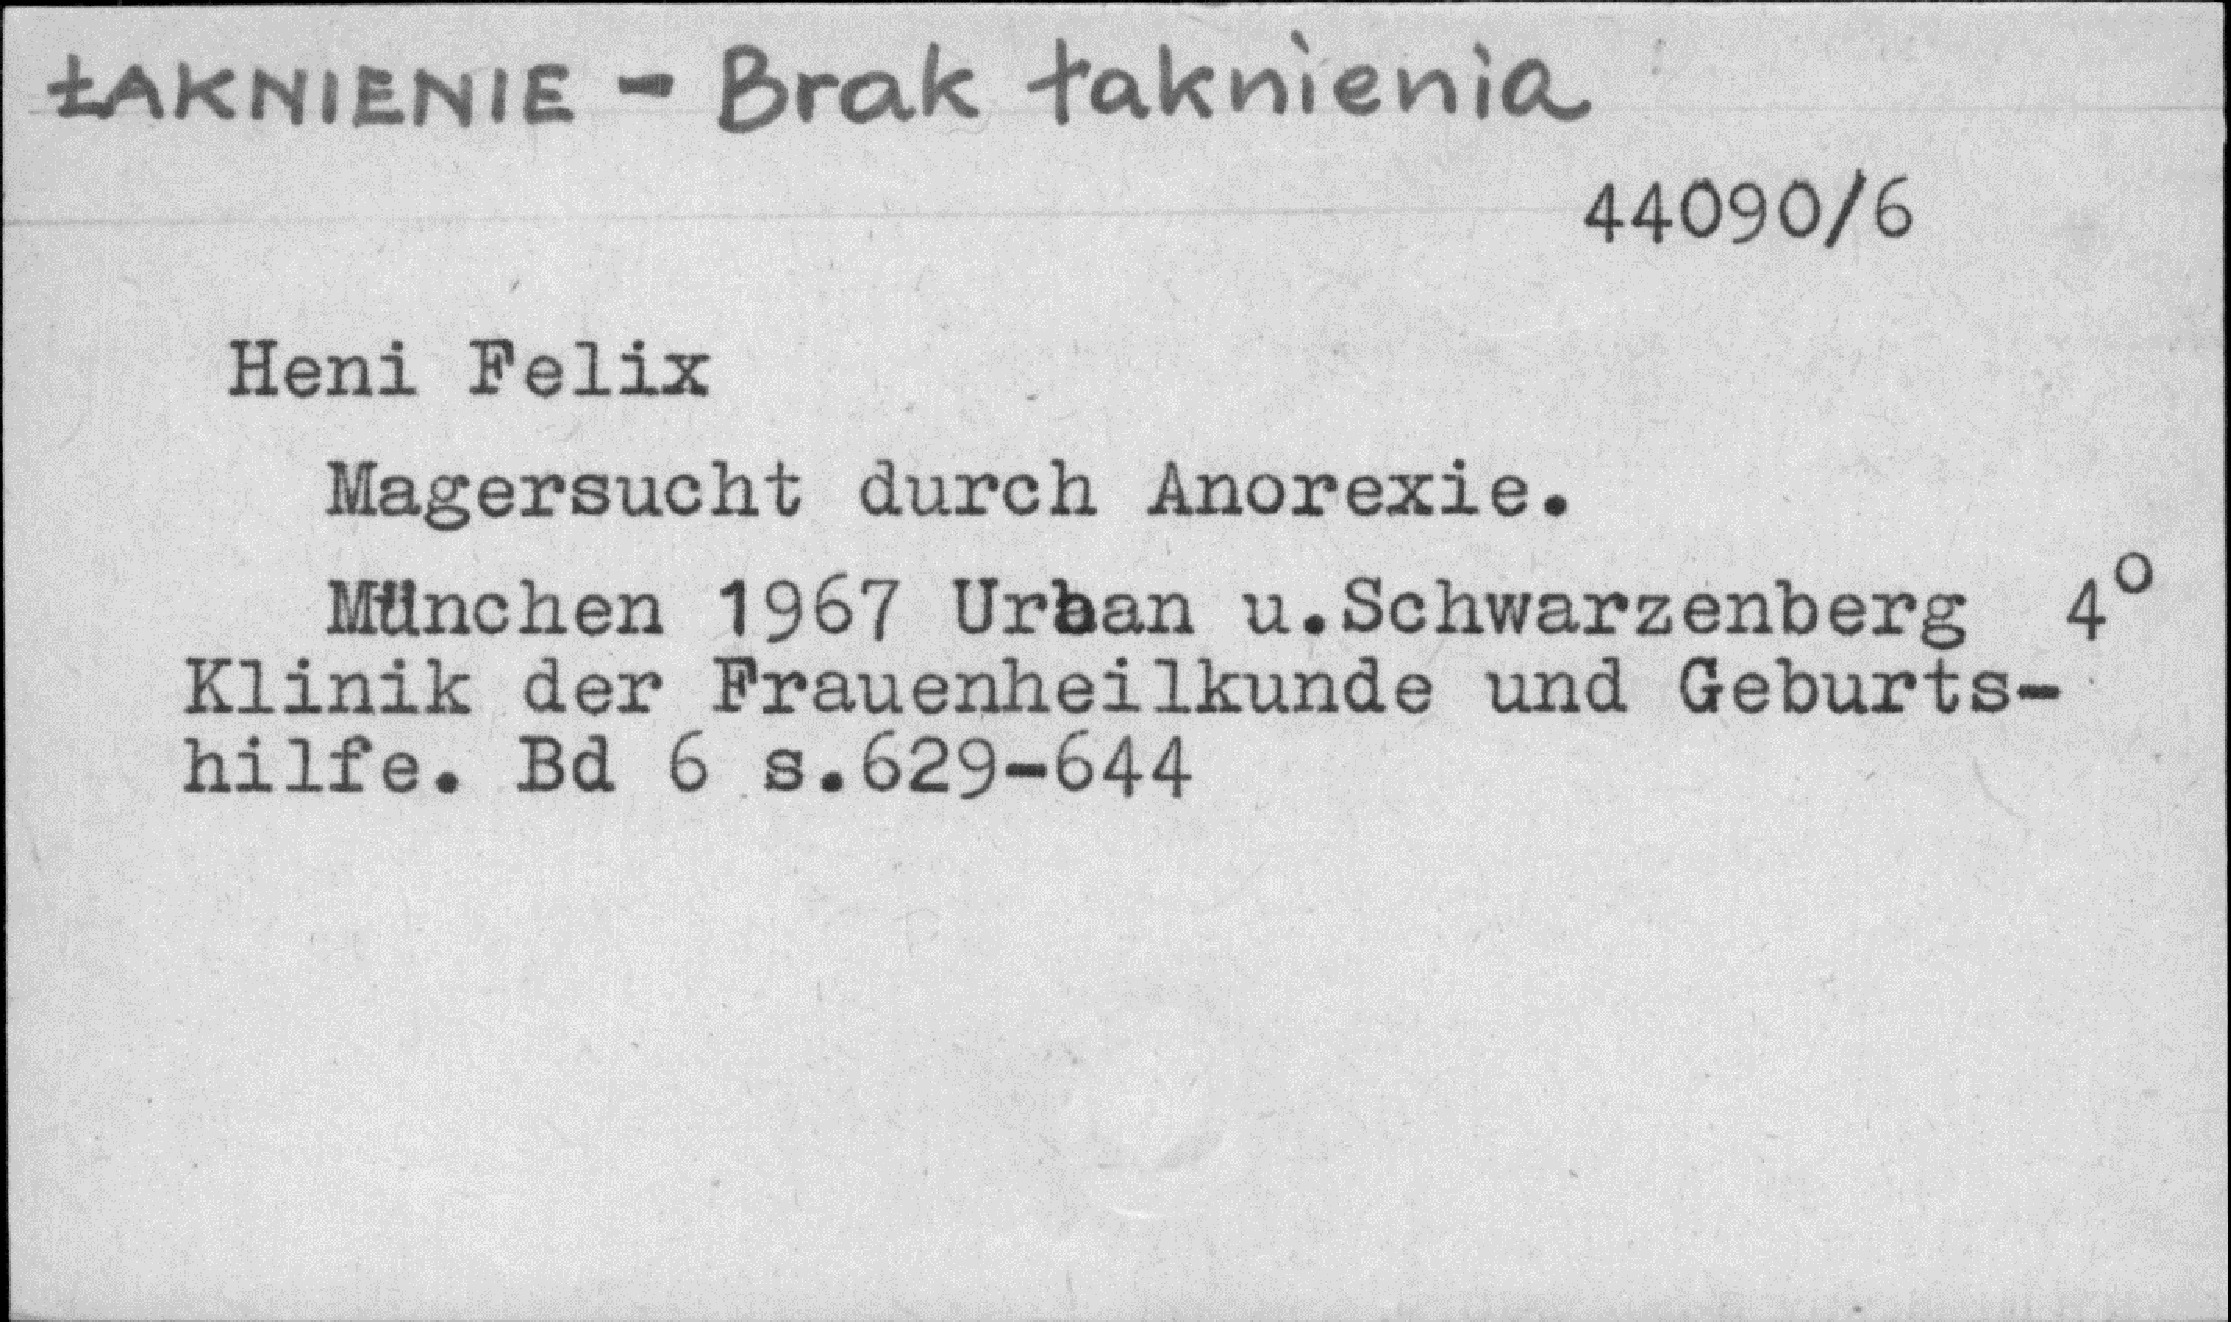 ŁAKNIENIE - Brak łaknienia
44090/6
Heni Felix
Magersucht durch Anorexie.
München 1967 Urban u.Schwarzenberg 4°
Klinik der Frauenheilkunde und Geburts-
hilfe. Bd 6 s.629-644